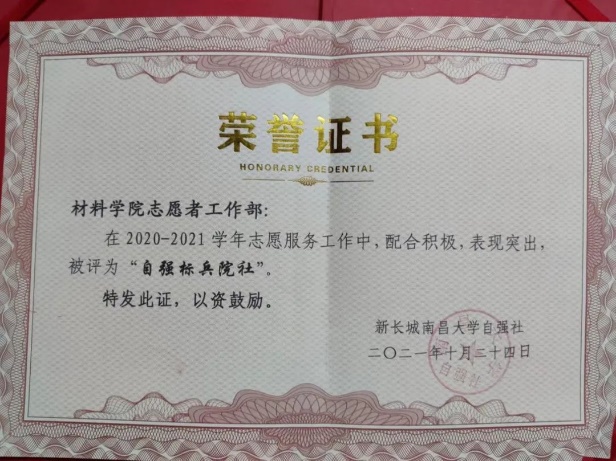 荣誉证书
HONORARY CREDENTIAL
材料学院志愿者工作部:
在2020-2021学年志愿服务工作中,配合积极,表现突出,
被评为“自强标兵院社”。
特发此证,以资鼓励。
新长城南昌大学自强社
二〇二一年十月二十四日
自强社